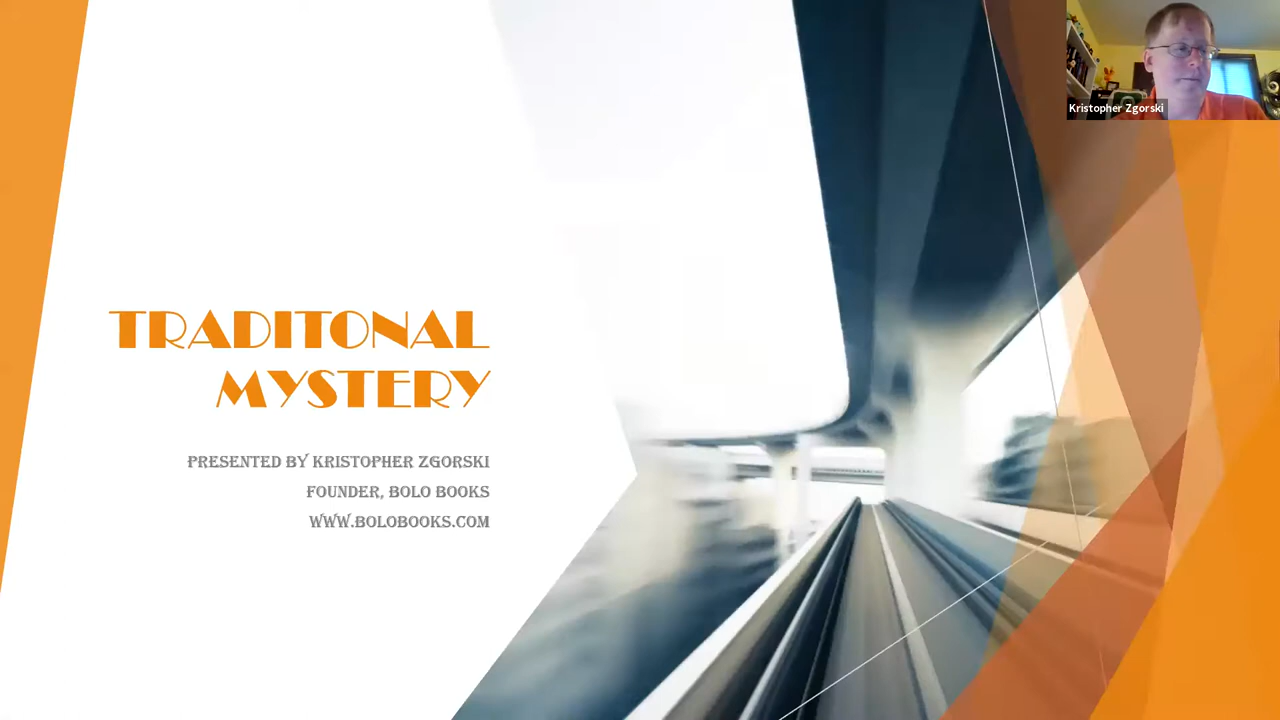 Kristopher Zgorski
TRADITONAL
MYSTERY
PRESENTED BY KRISTOPHER ZGORSKI
FOUNDER, BOLO BOOKS
WWW.BOLOBOOKS.COM